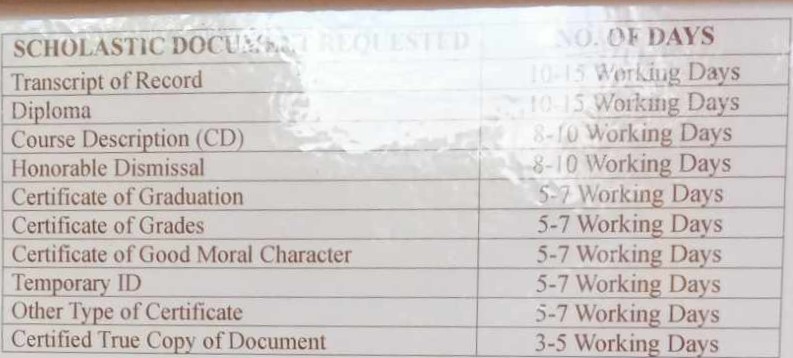 SCHOLASTIC DOCUMENT REQUESTED NO. OF DAYS
Transcript of Record 10-15 Working Days
Diploma 10-15 Working Days
Course Description (CD) 8-10 Working Days
Honorable Dismissal 8-10 Working Days
Certificate of Graduation 5-7 Working Days
Certificate of Grades 5-7 Working Days
Certificate of Good Moral Character 5-7 Working Days
Temporary ID 5-7 Working Days
Other Type of Certificate 5-7 Working Days
Certified True Copy of Document 3-5 Working Days